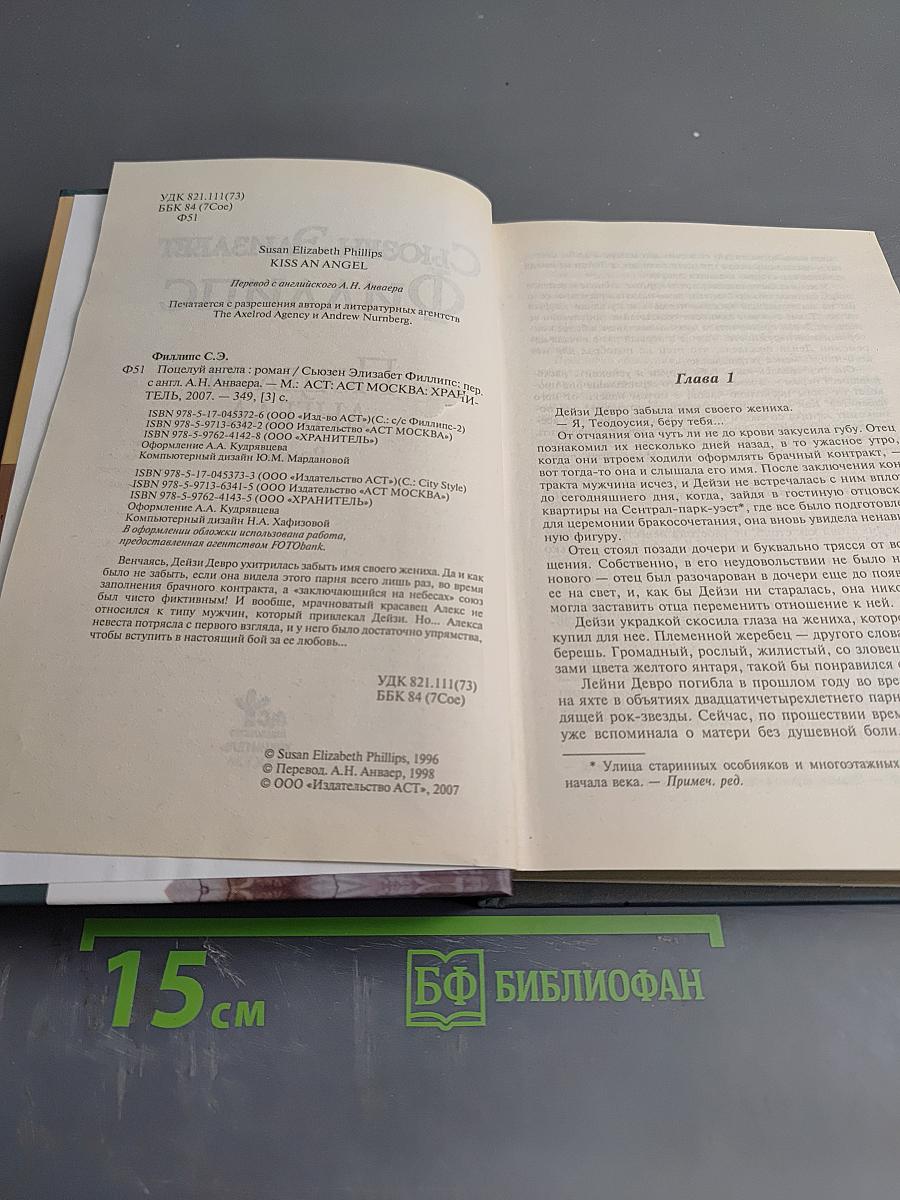 УДК 821.111(73)
ББК 84 (7Сое)
Ф51
Susan Elizabeth Phillips
KISS AN ANGEL
Перевод с английского А.Н. Анваера
Печатается с разрешения автора и литературных агентств
The Axelrod Agency и Andrew Nurnberg.
Филлипс С.Э.
Ф51 Поцелуй ангела : роман / Сьюзен Элизабет Филлипс; пер.
с англ. А.Н. Анваера. — М.: АСТ: АСТ МОСКВА: ХРАНИ-
ТЕЛЬ, 2007. — 349, [3] с.
ISBN 978-5-17-045372-6 (ООО «Изд-во АСТ»)(С.: с/с Филлипс-2)
ISBN 978-5-9713-6342-2 (ООО Издательство «АСТ МОСКВА»)
ISBN 978-5-9762-4142-8 (ООО «ХРАНИТЕЛЬ»)
Оформление А.А. Кудрявцева
Компьютерный дизайн Ю.М. Мардановой
ISBN 978-5-17-045373-3 (ООО «Издательство АСТ»)(С.: City Style)
ISBN 978-5-9713-6341-5 (ООО Издательство «АСТ МОСКВА»)
ISBN 978-5-9762-4143-5 (ООО «ХРАНИТЕЛЬ»)
Оформление А.А. Кудрявцева
Компьютерный дизайн Н.А. Хафизовой
В оформлении обложки использована работа,
предоставленная агентством FOTObank.
Венчаясь, Дейзи Девро ухитрилась забыть имя своего жениха. Да и как
было не забыть, если она видела этого парня всего лишь раз, во время
заполнения брачного контракта, а «заключающийся на небесах» союз
был чисто фиктивным! И вообще, мрачноватый красавец Алекс не
относился к типу мужчин, который привлекал Дейзи. Но... Алекса
невеста потрясла с первого взгляда, и у него было достаточно упрямства,
чтобы вступить в настоящий бой за ее любовь...
УДК 821.111(73)
ББК 84 (7Сое)
© Susan Elizabeth Phillips, 1996
© Перевод. А.Н. Анваер, 1998
© ООО «Издательство АСТ», 2007
Глава 1
Дейзи Девро забыла имя своего жениха.
— Я, Теодоусия, беру тебя...
От отчаяния она чуть ли не до крови закусила губу. Отец
познакомил их несколько дней назад, в то ужасное утро,
когда они втроем ходили оформлять брачный контракт, —
вот тогда-то она и слышала его имя. После заключения кон
тракта мужчина исчез, и Дейзи не встречалась с ним вплот
до сегодняшнего дня, когда, зайдя в гостиную отцовск
квартиры на Сентрал-парк-уэст*, где все было подготовле
для церемонии бракосочетания, она вновь увидела ненави
ную фигуру.
Отец стоял позади дочери и буквально трясся от во
щения. Собственно, в его неудовольствии не было н
нового — отец был разочарован в дочери еще до появ
ее на свет, и, как бы Дейзи ни старалась, она нико
могла заставить отца переменить отношение к ней.
Дейзи украдкой скосила глаза на жениха, которо
купил для нее. Племенной жеребец — другого слова
берешь. Громадный, рослый, жилистый, со зловещ
зами цвета желтого янтаря, такой бы понравился
Лейни Девро погибла в прошлом году во вре
на яхте в объятиях двадцатичетырехлетнего парн
дящей рок-звезды. Сейчас, по прошествии врем
уже вспоминала о матери без душевной боли.
* Улица старинных особняков и многоэтажных
начала века. — Примеч. ред.
15 см
БФ БИБЛИОФАН